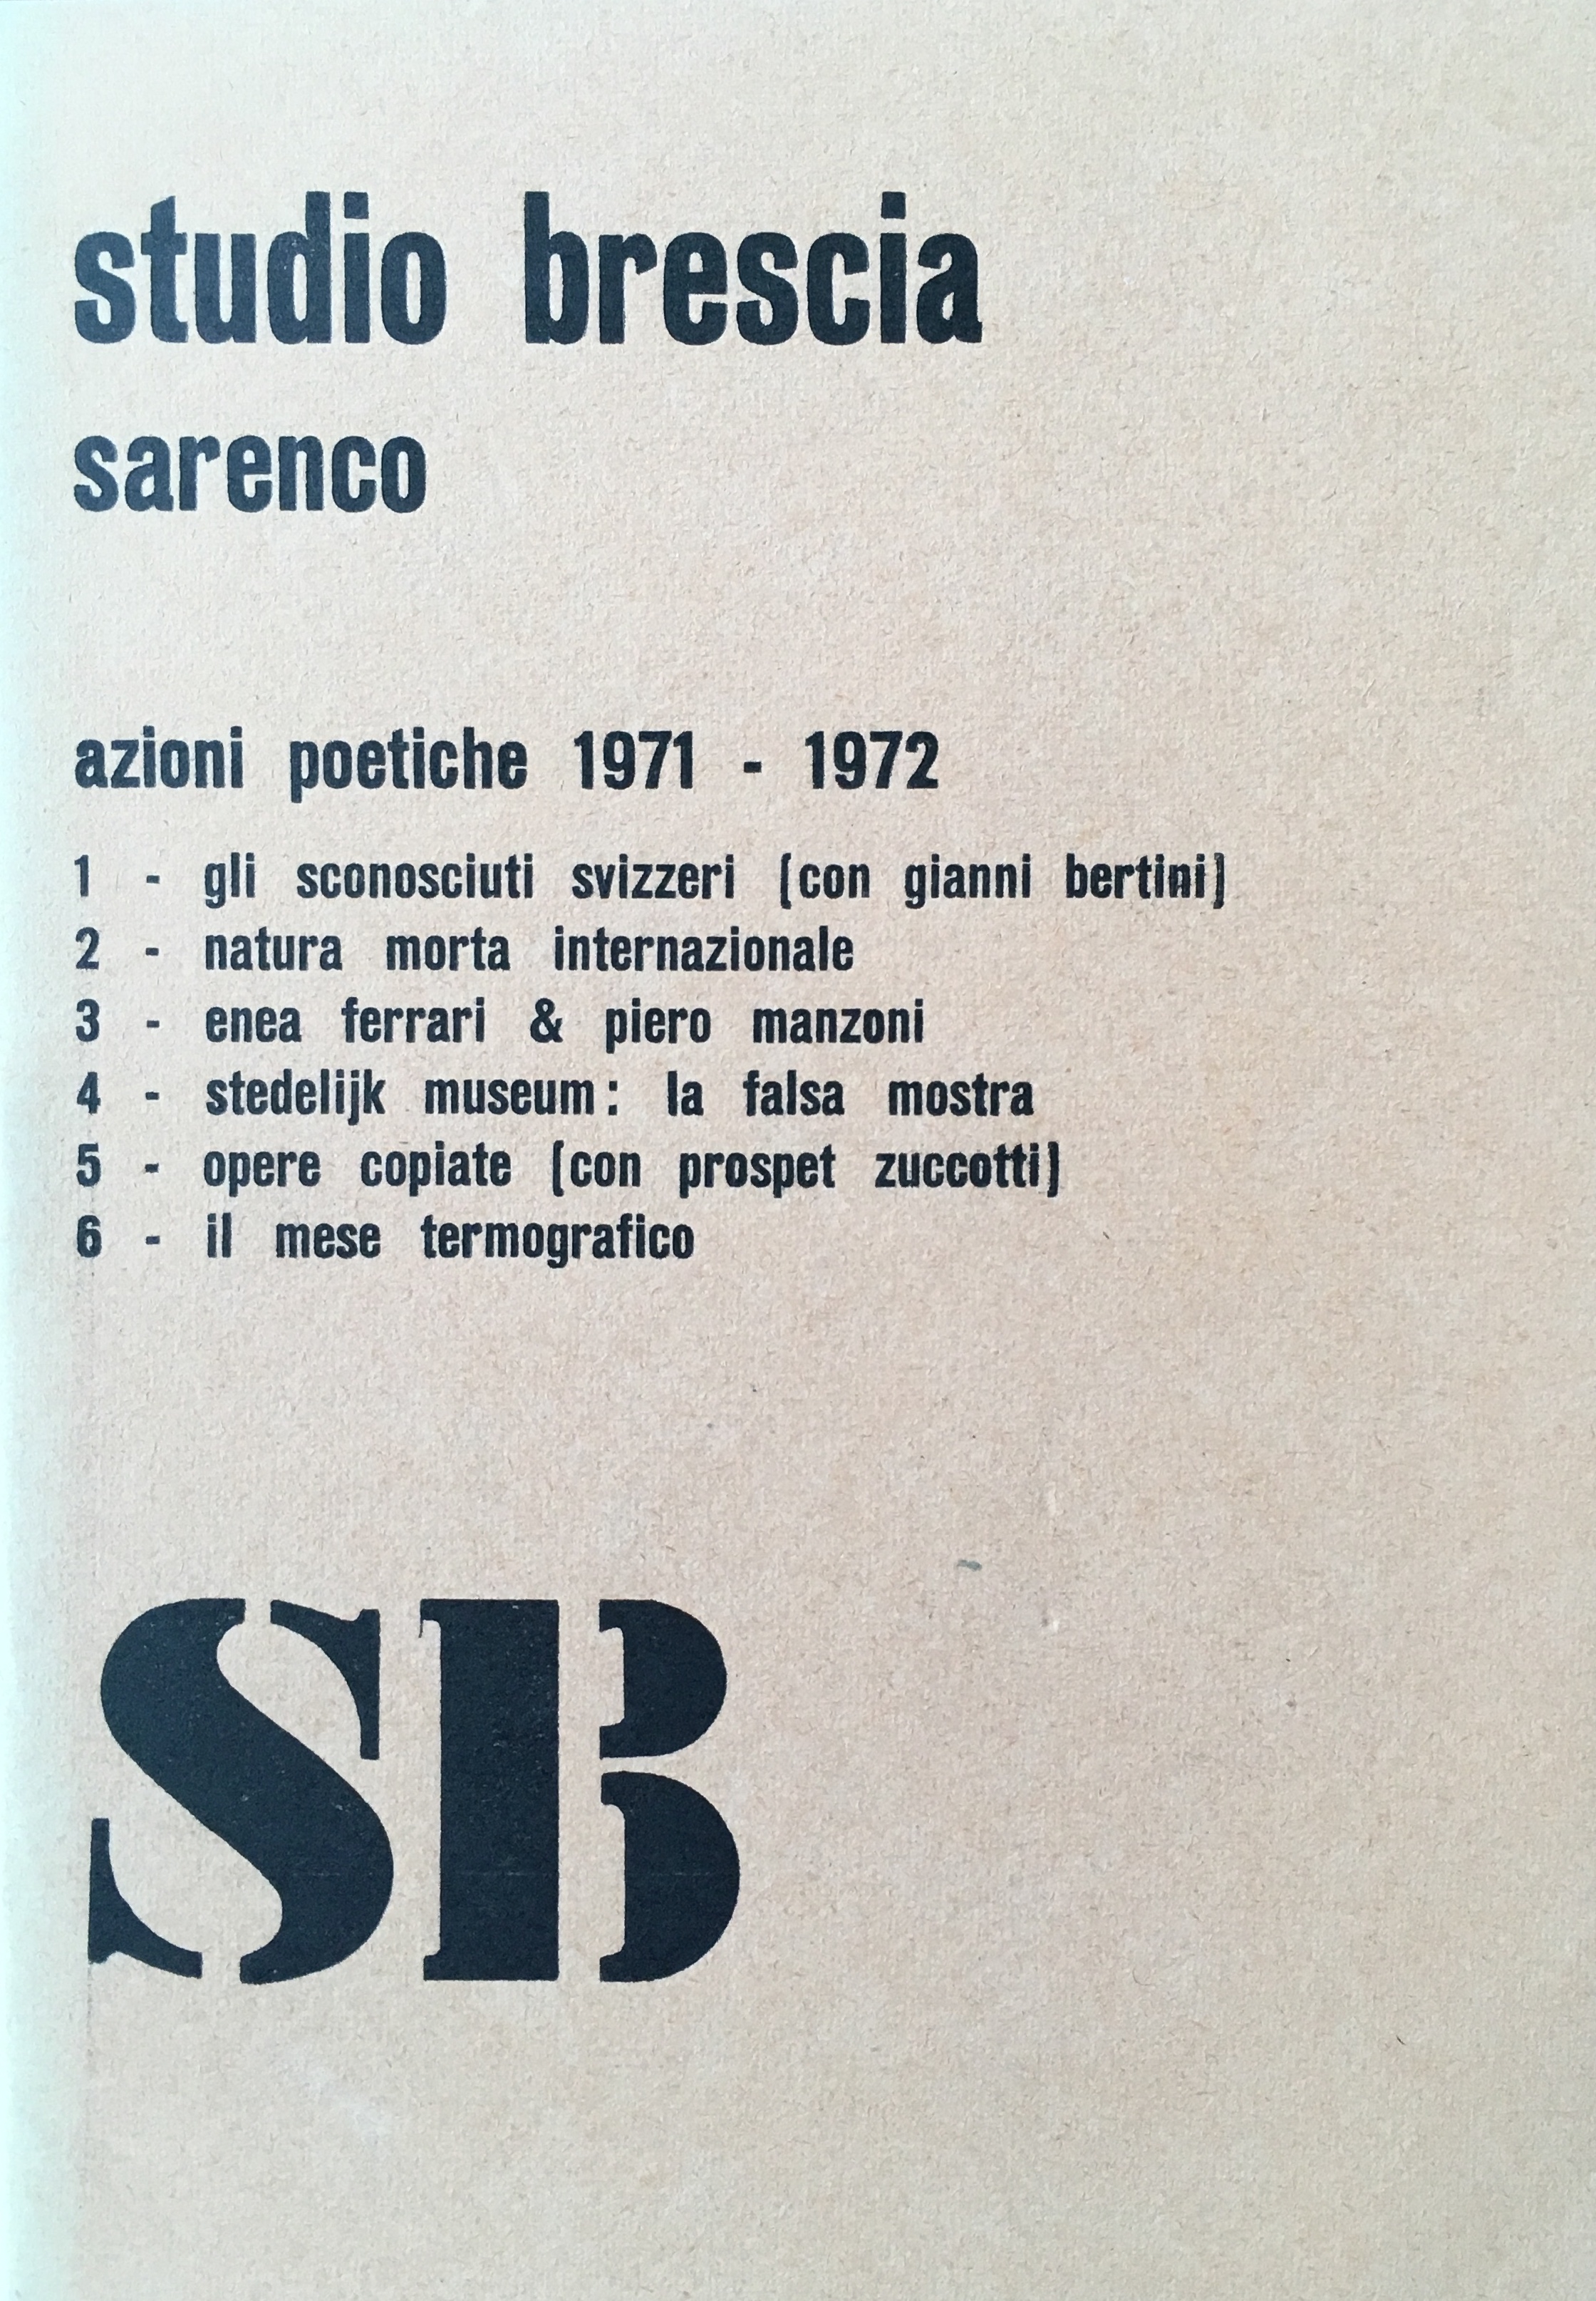 studio brescia
sarenco
azioni poetiche 1971 - 1972
1 - gli sconosciuti svizzeri (con gianni bertini)
2 - natura morta internazionale
3 - enea ferrari & piero manzoni
4 - stedelijk museum: la falsa mostra
5 - opere copiate (con prospet zuccotti)
6 - il mese termografico
SB